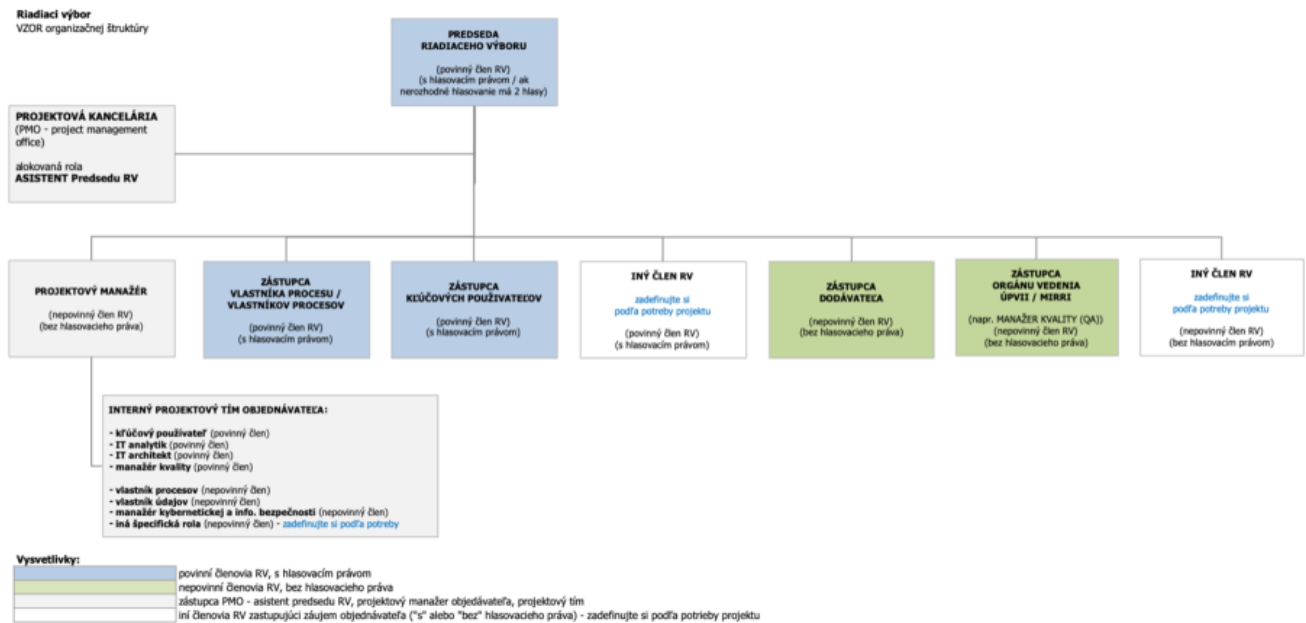 Riadiaci výbor
VZOR organizačnej štruktúry
PREDSEDA
RIADIACEHO VÝBORU
(povinný člen RV)
(s hlasovacím právom / ak
nerozhodné hlasovanie má 2 hlasy)
PROJEKTOVÁ KANCELÁRIA
(PMO - project management
office)
alokovaná rola
ASISTENT Predsedu RV
PROJEKTOVÝ MANAŽÉR
(nepovinný člen RV)
(bez hlasovacieho práva)
ZÁSTUPCA
VLASTNÍKA PROCESU /
VLASTNÍKOV PROCESOV
(povinný člen RV)
(s hlasovacím právom)
ZÁSTUPCA
KĽÚČOVÝCH POUŽÍVATEĽOV
(povinný člen RV)
(s hlasovacím právom)
INÝ ČLEN RV
zadefinujte si
podľa potreby projektu
(povinný člen RV)
(s hlasovacím právom)
ZÁSTUPCA
DODÁVATEĽA
(nepovinný člen RV)
(bez hlasovacieho práva)
ZÁSTUPCA
ORGÁNU VEDENIA
ÚPVII / MIRRI
(napr. MANAŽER KVALITY (QA))
(nepovinný člen RV)
(bez hlasovacieho práva)
INÝ ČLEN RV
zadefinujte si
podľa potreby projektu
(nepovinný člen RV)
(bez hlasovacím právom)
INTERNÝ PROJEKTOVÝ TÍM OBJEDNÁVATEĽA:
- kľúčový používateľ (povinný člen)
- IT analytik (povinný člen)
- IT architekt (povinný člen)
- manažér kvality (povinný člen)
- vlastník procesov (nepovinný člen)
- vlastník údajov (nepovinný člen)
- manažér kybernetickej a info. bezpečnosti (nepovinný člen)
- iná špecifická rola (nepovinný člen) - zadefinujte si podľa potreby
Vysvetlivky:
povinní členovia RV, s hlasovacím právom
nepovinní členovia RV, bez hlasovacieho práva
zástupca PMO - asistent predsedu RV, projektový manažer objedávateľa, projektový tím
iní členovia RV zastupujúci záujem objednávateľa ("s" alebo "bez" hlasovacieho práva) - zadefinujte si podľa potrieby projektu